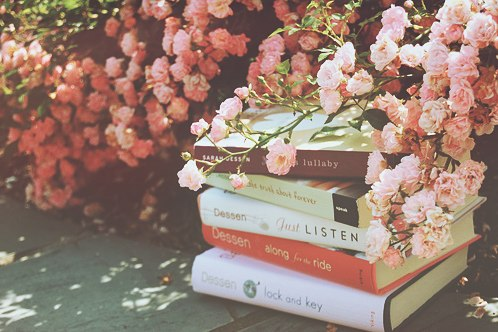 SARAH DESSEN lullaby
the truth about forever speak
Dessen Just LISTEN
Dessen along for the ride
Dessen lock and key